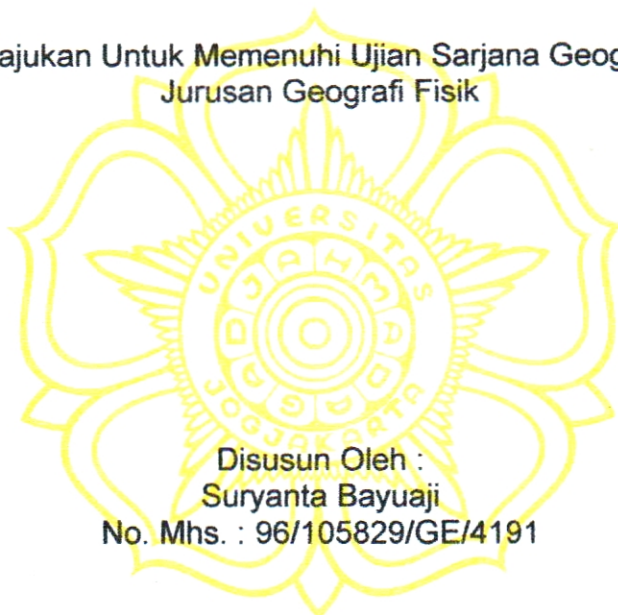 ajukan Untuk Memenuhi Ujian Sarjana Geog
Jurusan Geografi Fisik
UNIVERSITAS
GADJAH MADA
JOGJAKARTA
Disusun Oleh :
Suryanta Bayuaji
No. Mhs. : 96/105829/GE/4191